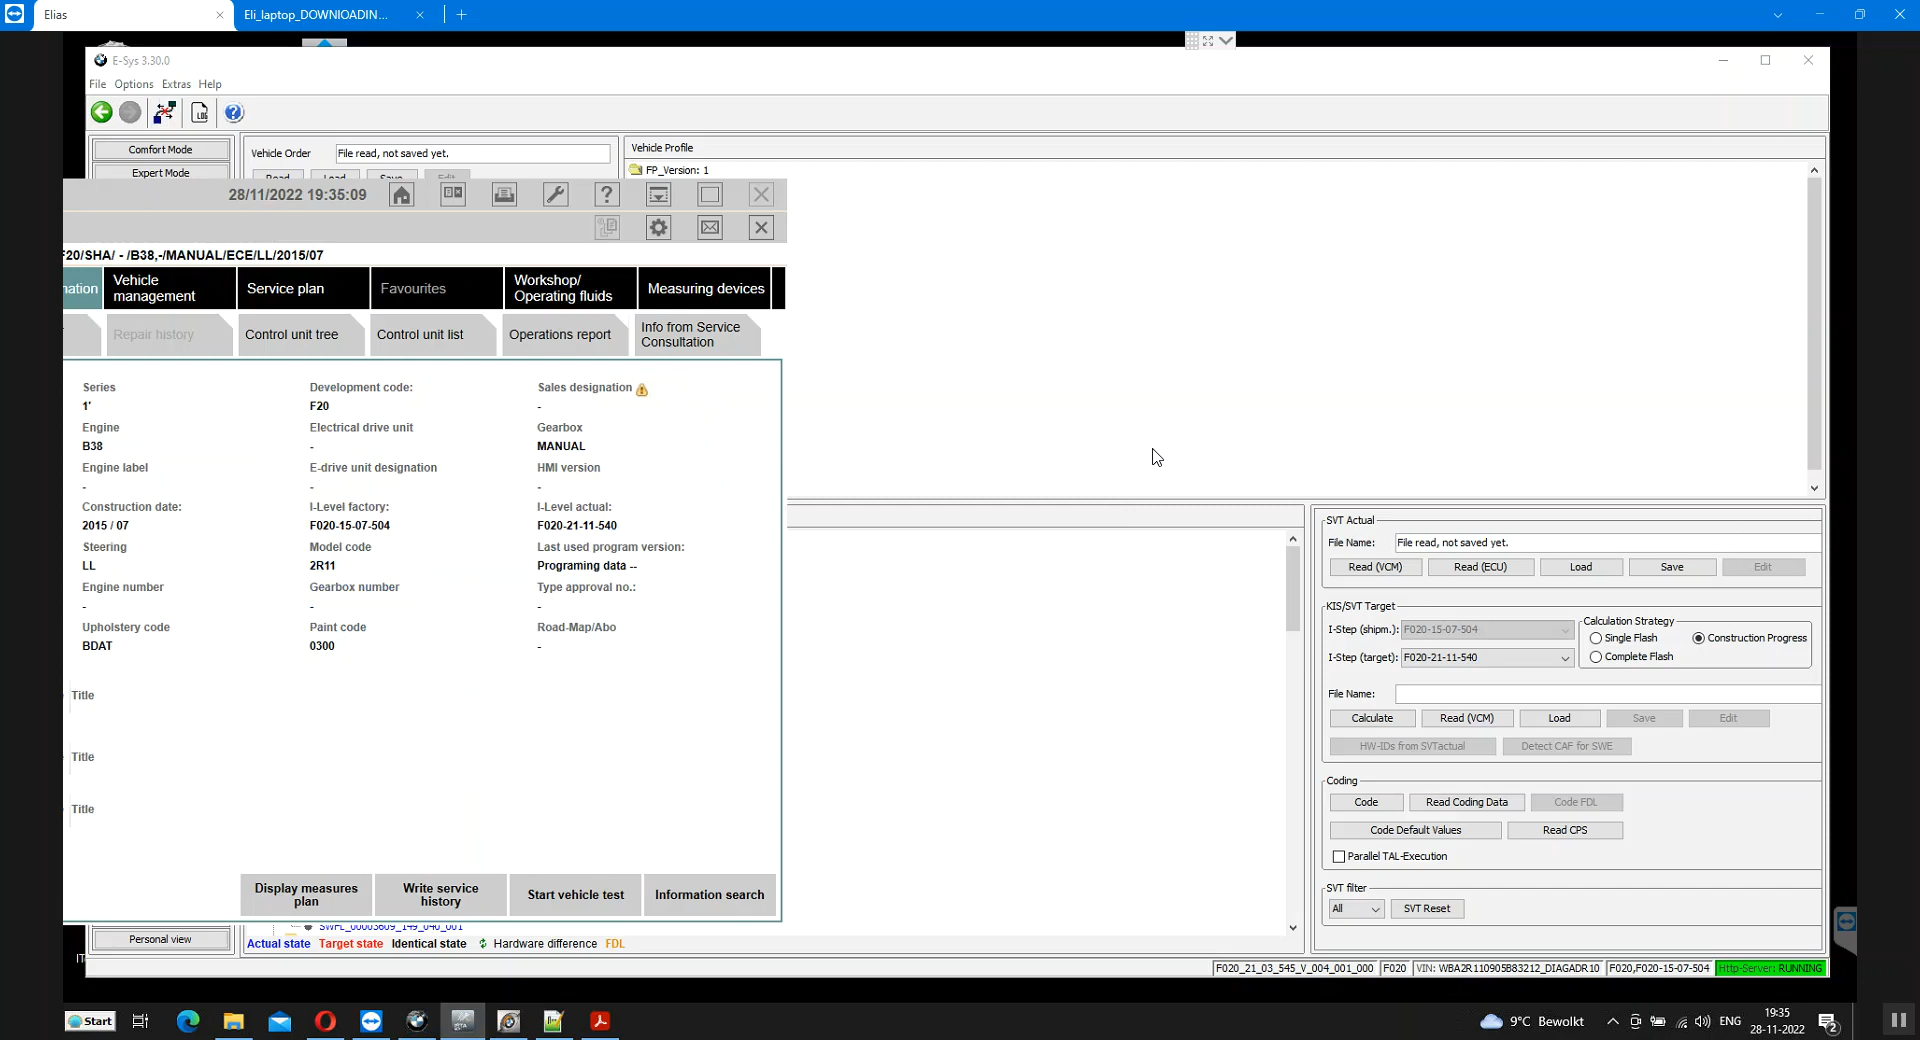 Elias
Eli_laptop_DOWNlOADIN...
E-Sys 3.30.0
File Options Extras Help
Comfort Mode
Expert Mode
Vehicle Order File read, not saved yet.
Read Load Save Edit
Vehicle Profile
FP_Version: 1
28/11/2022 19:35:09
F20/SHA/ - /B38,-/MANUAL/ECE/LL/2015/07
Vehicle management
Service plan
Favourites
Workshop/ Operating fluids
Measuring devices
Repair history
Control unit tree
Control unit list
Operations report
Info from Service Consultation
Series Development code: Sales designation
1' F20 -
Engine Electrical drive unit Gearbox
B38 - MANUAL
Engine label E-drive unit designation HMI version
- - -
Construction date: I-Level factory: I-Level actual:
2015 / 07 F020-15-07-504 F020-21-11-540
Steering Model code Last used program version:
LL 2R11 Programing data --
Engine number Gearbox number Type approval no.:
- - -
Upholstery code Paint code Road-Map/Abo
BDAT 0300 -
Title
Title
Title
Display measures plan
Write service history
Start vehicle test
Information search
SVT Actual
File Name: File read, not saved yet.
Read (VCM) Read (ECU) Load Save Edit
KIS/SVT Target
I-Step (shipm.): F020-15-07-504
I-Step (target): F020-21-11-540
Calculation Strategy
Single Flash Construction Progress
Complete Flash
File Name:
Calculate Read (VCM) Load Save Edit
HW-IDs from SVTactual Detect CAF for SWE
Coding
Code Read Coding Data Code FDL
Code Default Values Read CPS
Parallel TAL-Execution
SVT filter
All SVT Reset
Personal view
SWFL_00003609_149_040_001
Actual state Target state Identical state Hardware difference FDL
F020_21_03_545_V_004_001_000 F020 VIN: WBA2R110905B83212_DIAGADR10 F020,F020-15-07-504 Http-Server: RUNNING
Start
9°C Bewolkt
ENG
19:35
28-11-2022
2